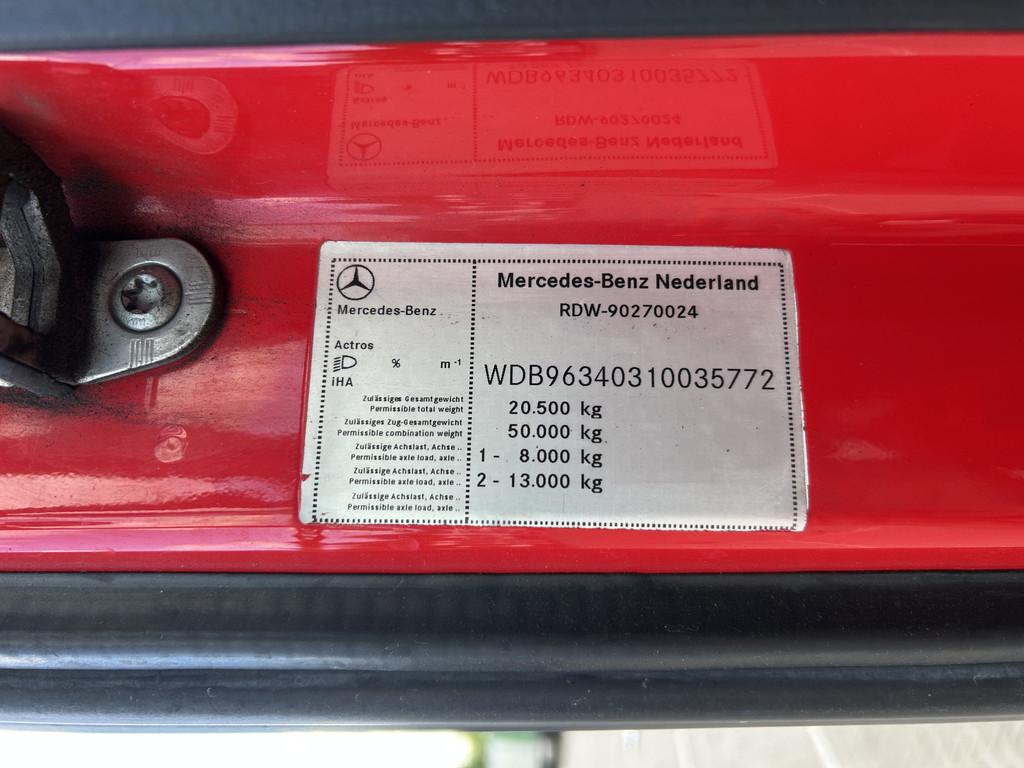 Mercedes-Benz
Mercedes-Benz Nederland
RDW-90270024
Actros
% m⁻¹
iHA
WDB96340310035772
Zulässiges Gesamtgewicht
Permissible total weight
20.500 kg
Zulässiges Zug-Gesamtgewicht
Permissible combination weight
50.000 kg
Zulässige Achslast, Achse ..
Permissible axle load, axle ..
1 - 8.000 kg
Zulässige Achslast, Achse ..
Permissible axle load, axle ..
2 - 13.000 kg
Zulässige Achslast, Achse ..
Permissible axle load, axle ..